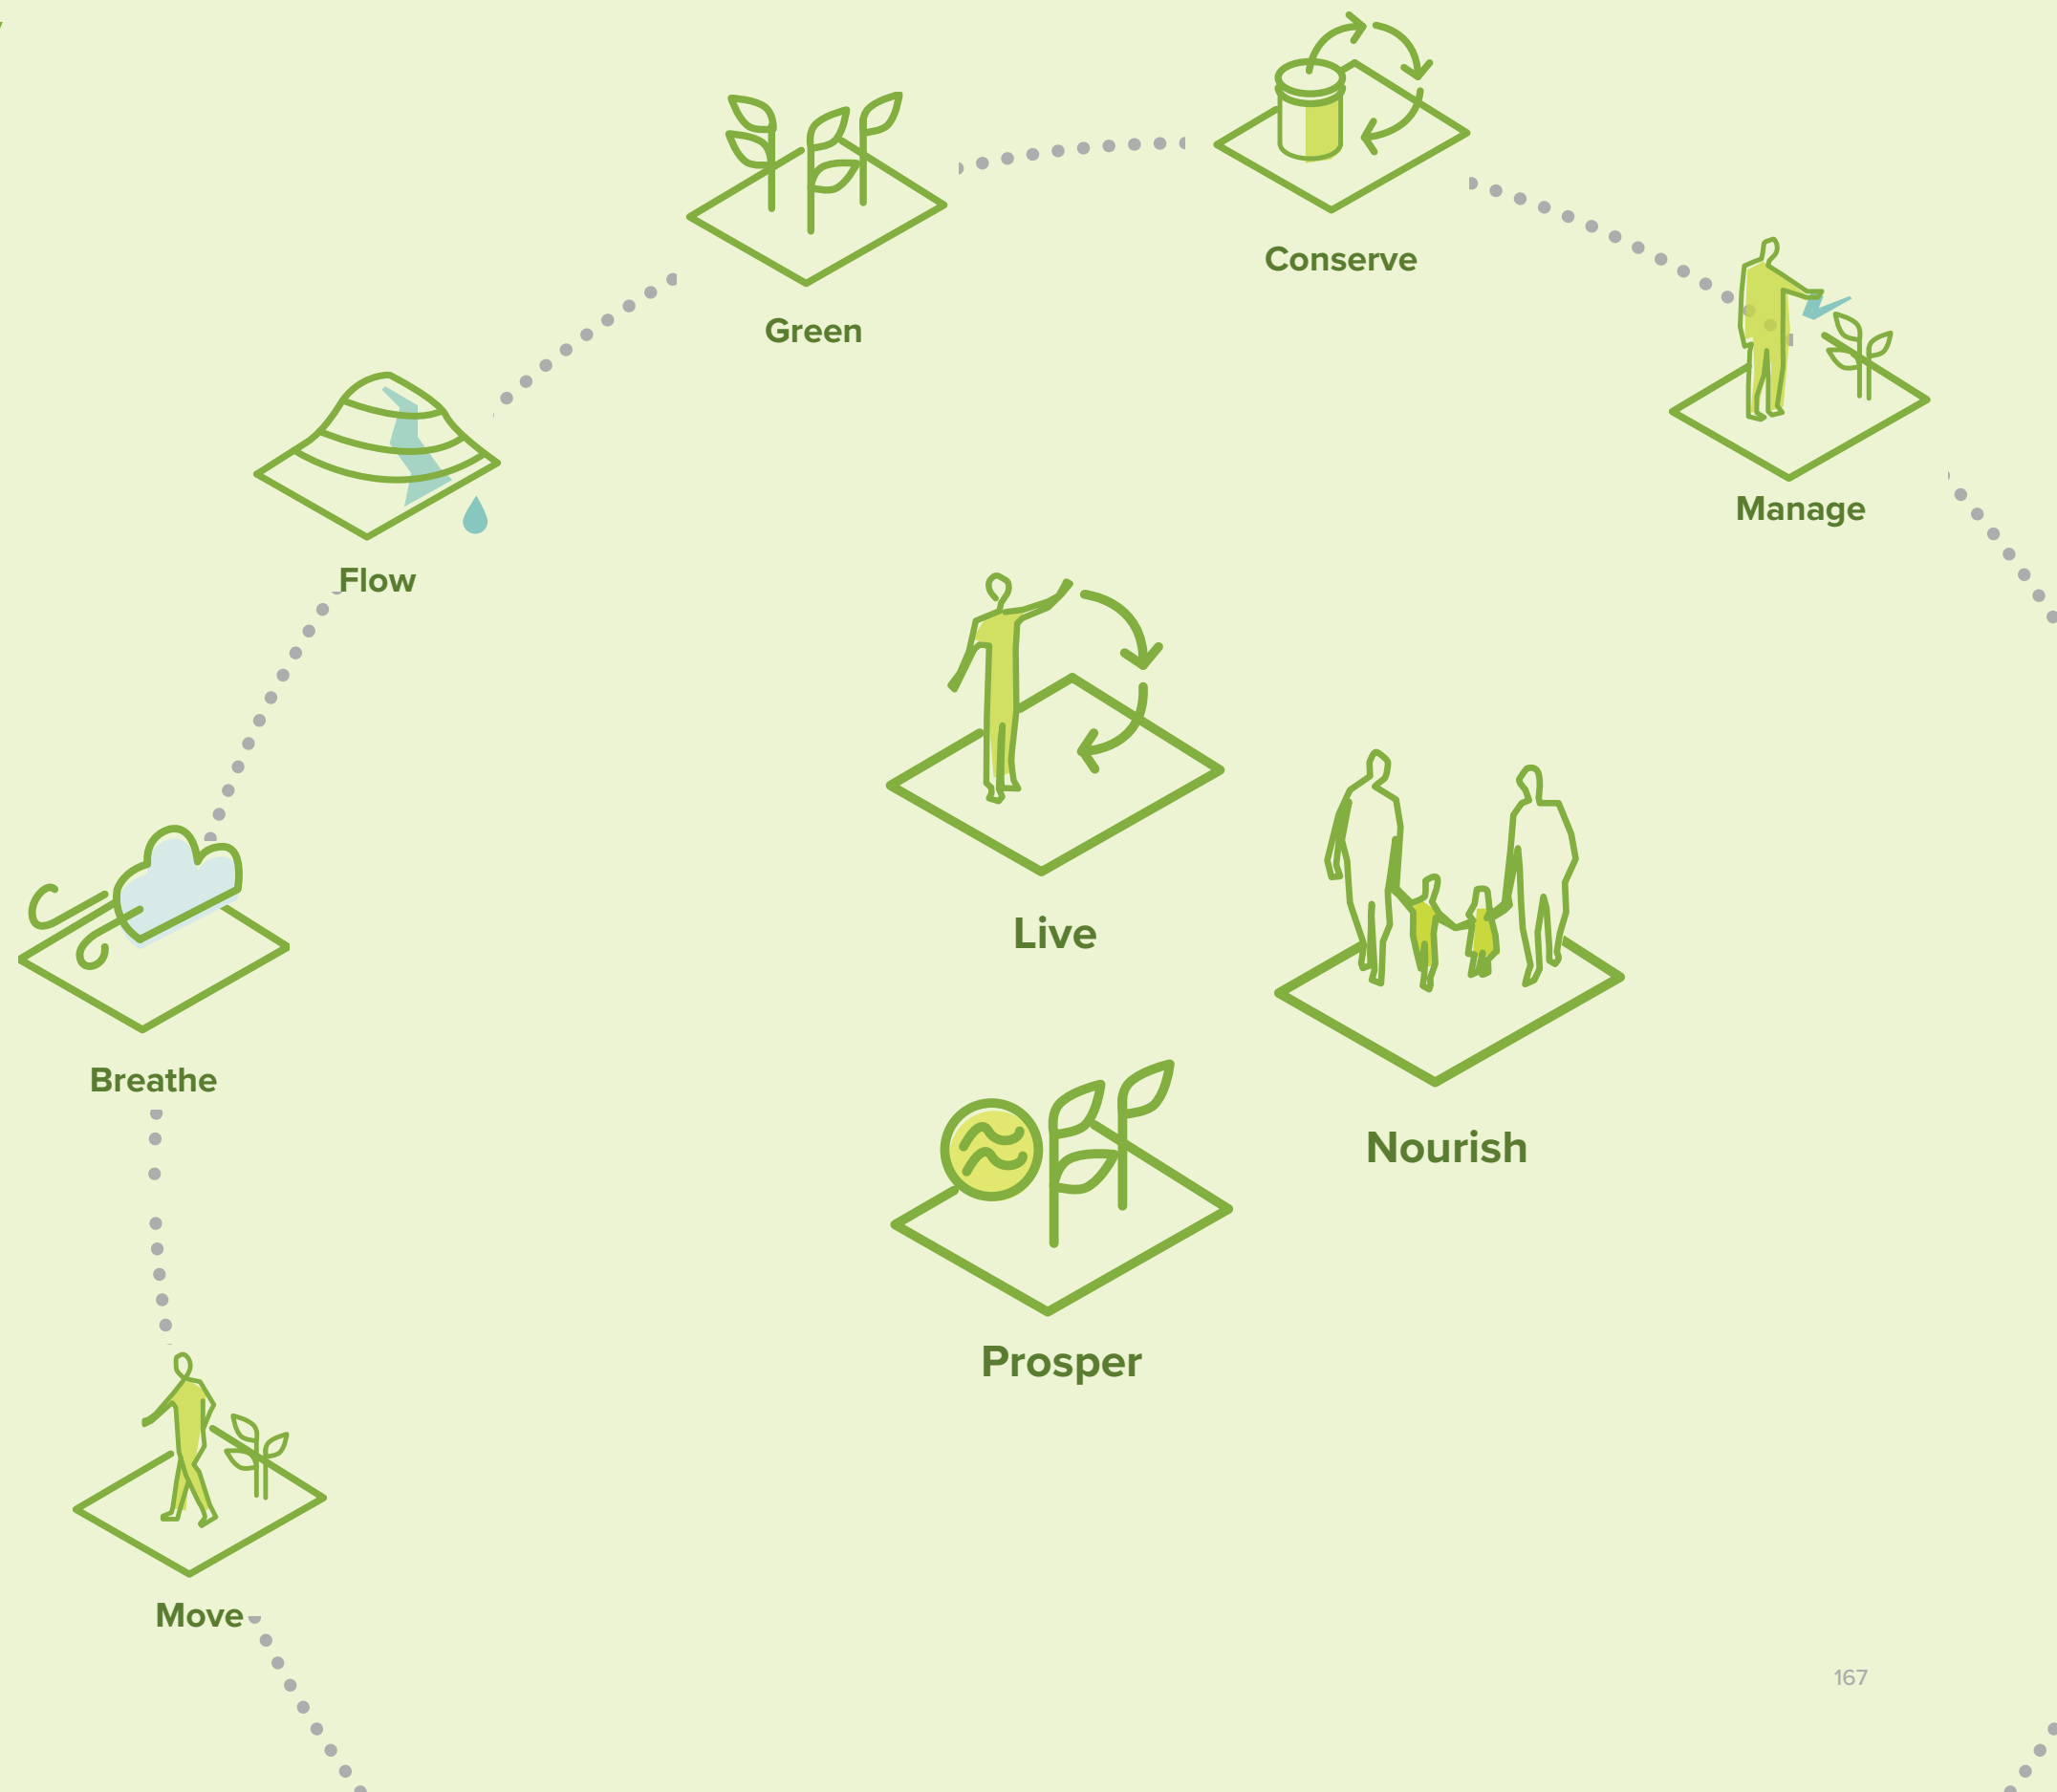 Conserve
Green
Manage
Flow
Live
Breathe
Nourish
Prosper
Move
167